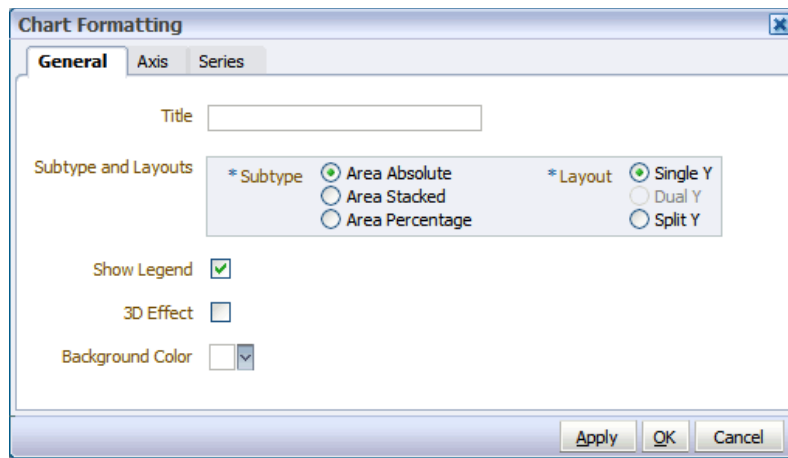 Chart Formatting
General Axis Series
Title
Subtype and Layouts * Subtype Area Absolute * Layout Single Y
Area Stacked Dual Y
Area Percentage Split Y
Show Legend
3D Effect
Background Color
Apply OK Cancel